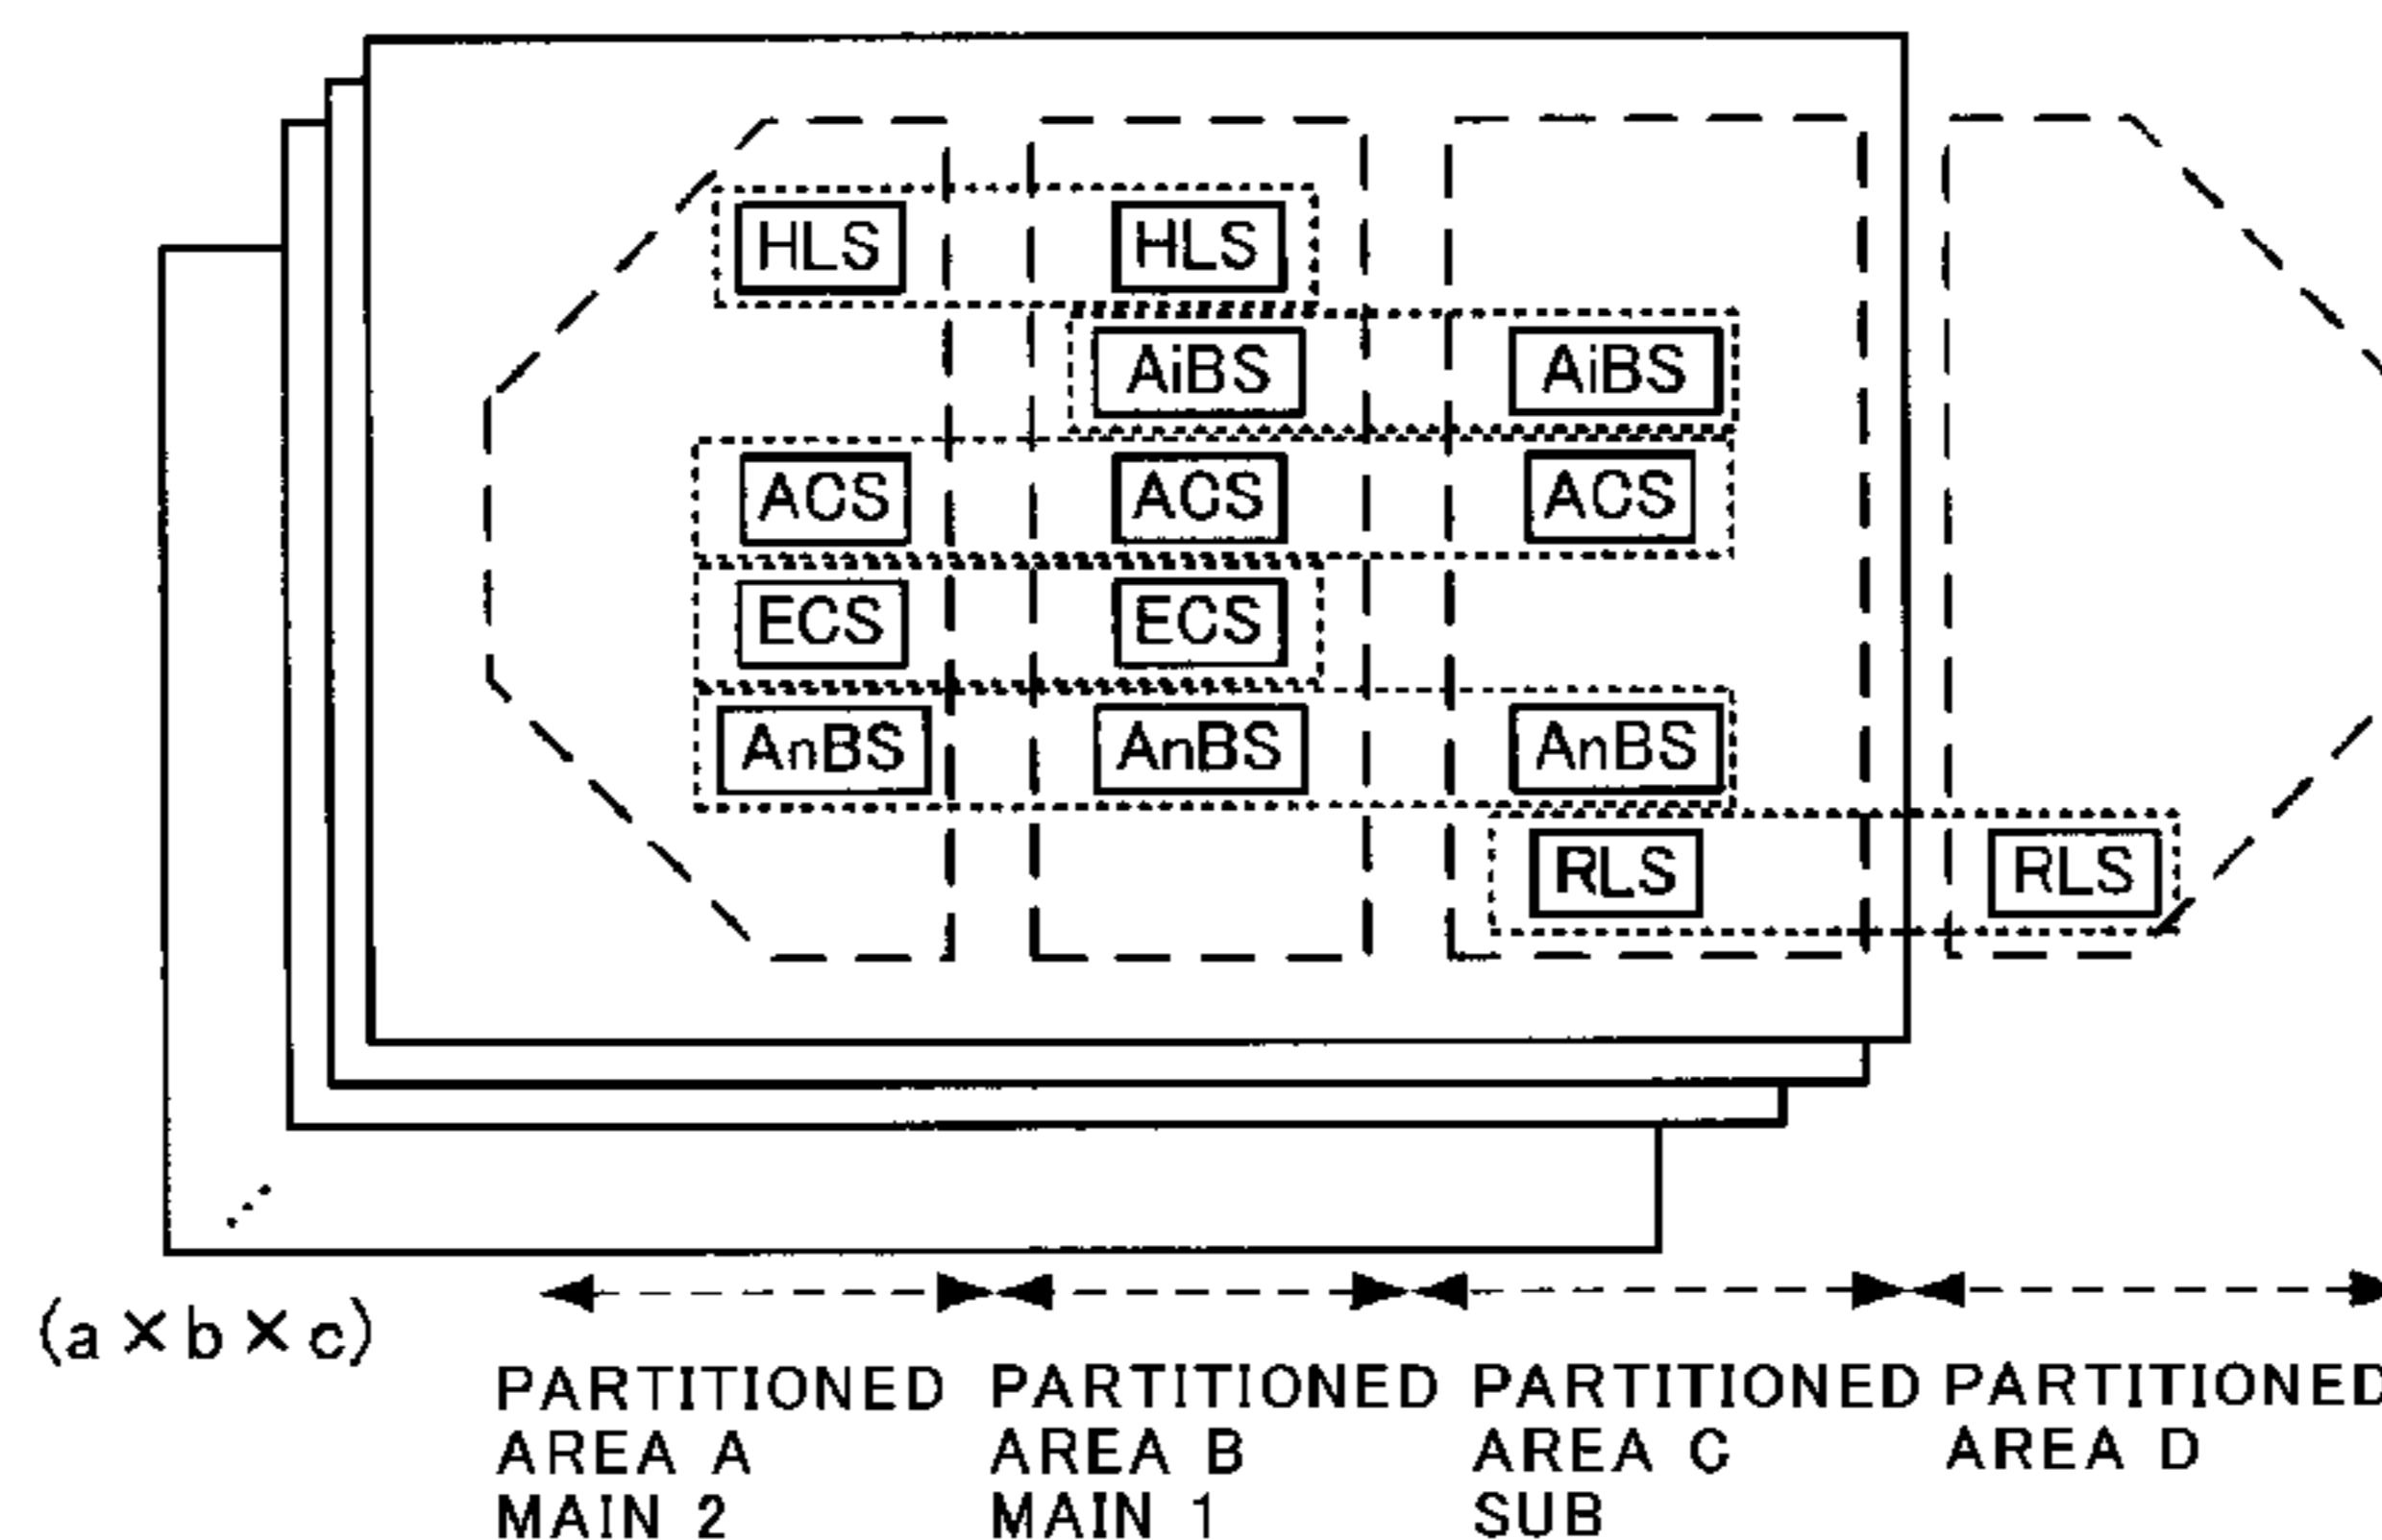 HLS HLS
AiBS AiBS
ACS ACS ACS
ECS ECS
AnBS AnBS AnBS
RLS RLS
(a×b×c)
PARTITIONED AREA A MAIN 2
PARTITIONED AREA B MAIN 1
PARTITIONED AREA C SUB
PARTITIONED AREA D